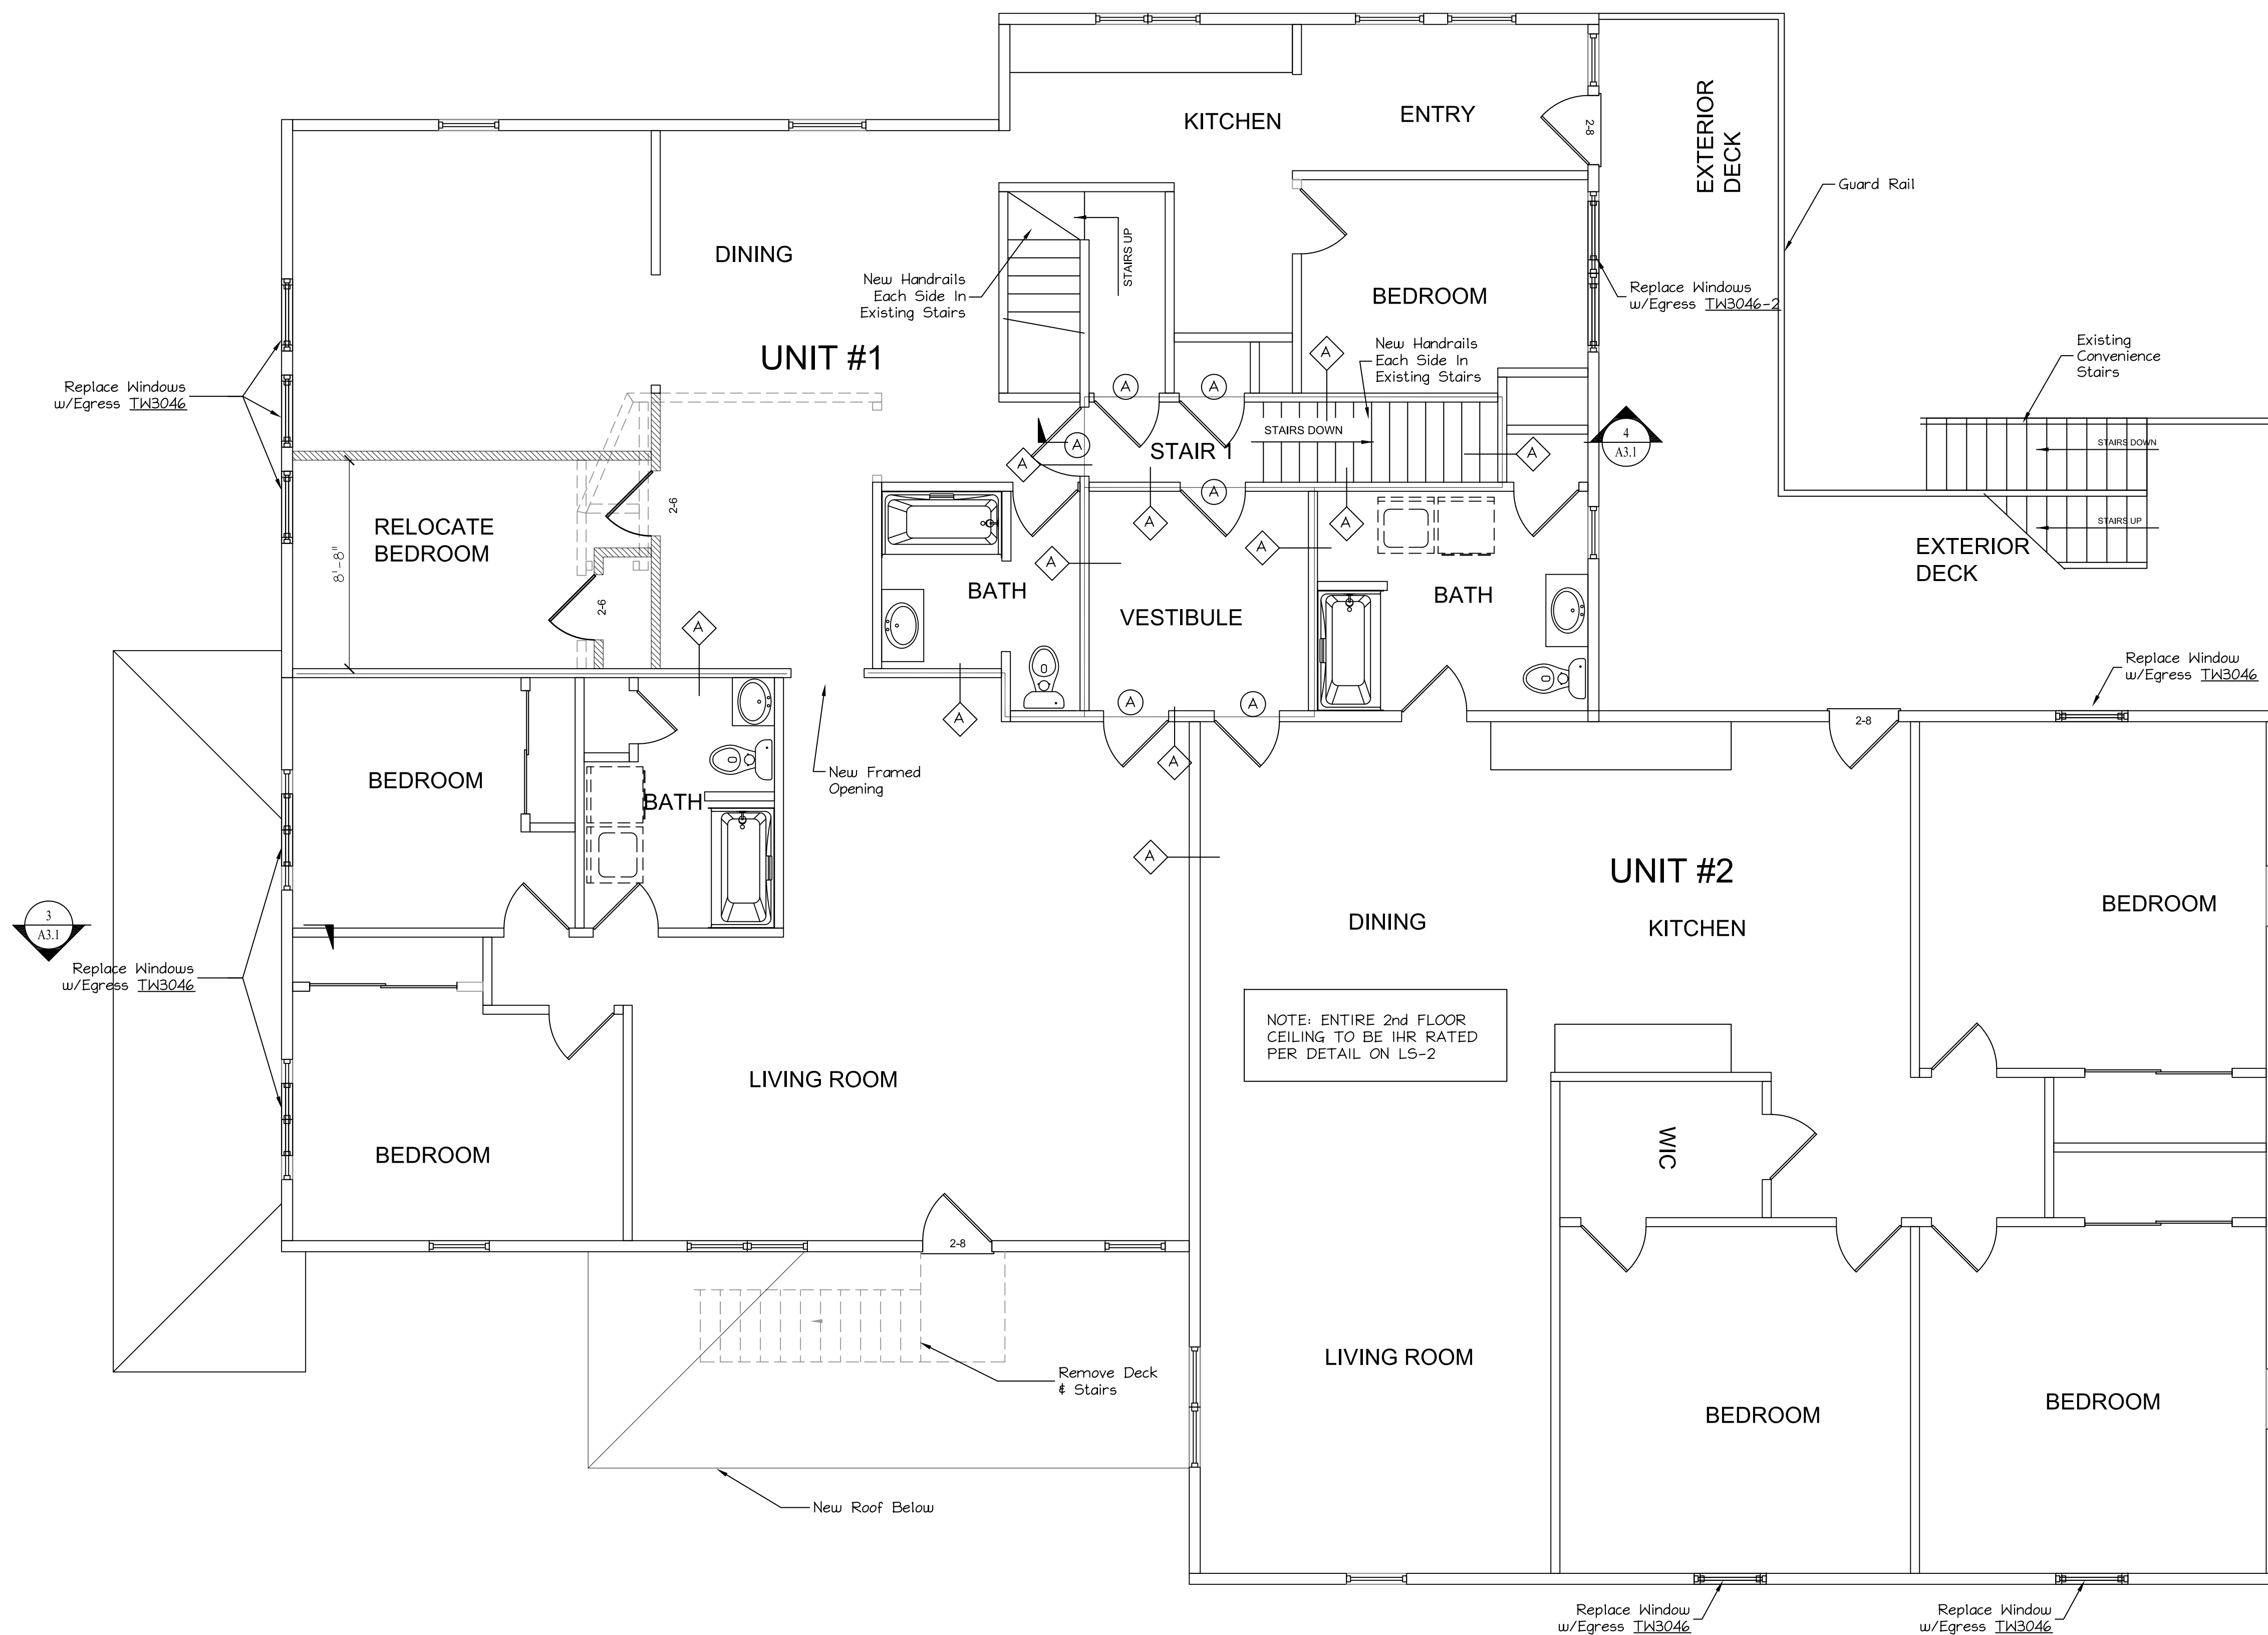 KITCHEN
ENTRY
2-8
EXTERIOR
DECK
Guard Rail
DINING
STAIRS UP
New Handrails
Each Side In
Existing Stairs
BEDROOM
Replace Windows
w/Egress TW3046-2
UNIT #1
New Handrails
Each Side In
Existing Stairs
A
Existing
Convenience
Stairs
Replace Windows
w/Egress TW3046
A
A
STAIRS DOWN
4
A3.1
STAIRS DOWN
A
STAIR 1
A
A
A
RELOCATE
BEDROOM
8'-8"
2-6
A
A
A
STAIRS UP
EXTERIOR
DECK
A
BATH
BATH
2-6
VESTIBULE
A
Replace Window
w/Egress TW3046
A
A
A
2-8
A
BEDROOM
New Framed
Opening
BATH
A
UNIT #2
BEDROOM
3
A3.1
DINING
KITCHEN
Replace Windows
w/Egress TW3046
NOTE: ENTIRE 2nd FLOOR
CEILING TO BE 1HR RATED
PER DETAIL ON LS-2
LIVING ROOM
BEDROOM
WIC
2-8
LIVING ROOM
Remove Deck
& Stairs
BEDROOM
BEDROOM
New Roof Below
Replace Window
w/Egress TW3046
Replace Window
w/Egress TW3046